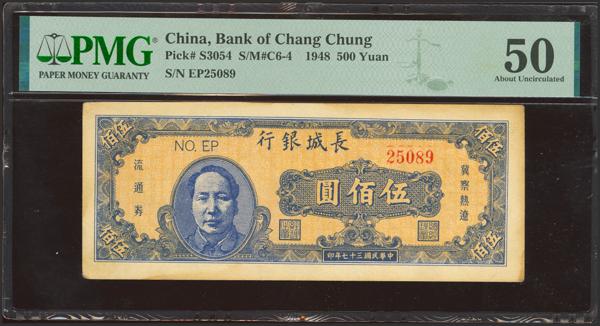 PMG
PAPER MONEY GUARANTY
China, Bank of Chang Chung
Pick# S3054 S/M#C6-4 1948 500 Yuan
S/N EP25089
50
About Uncirculated
佰伍
伍佰
行銀城長
NO. EP
25089
流通券
圓佰伍
冀察熱遼
印年七十三國民華中
伍佰
伍佰